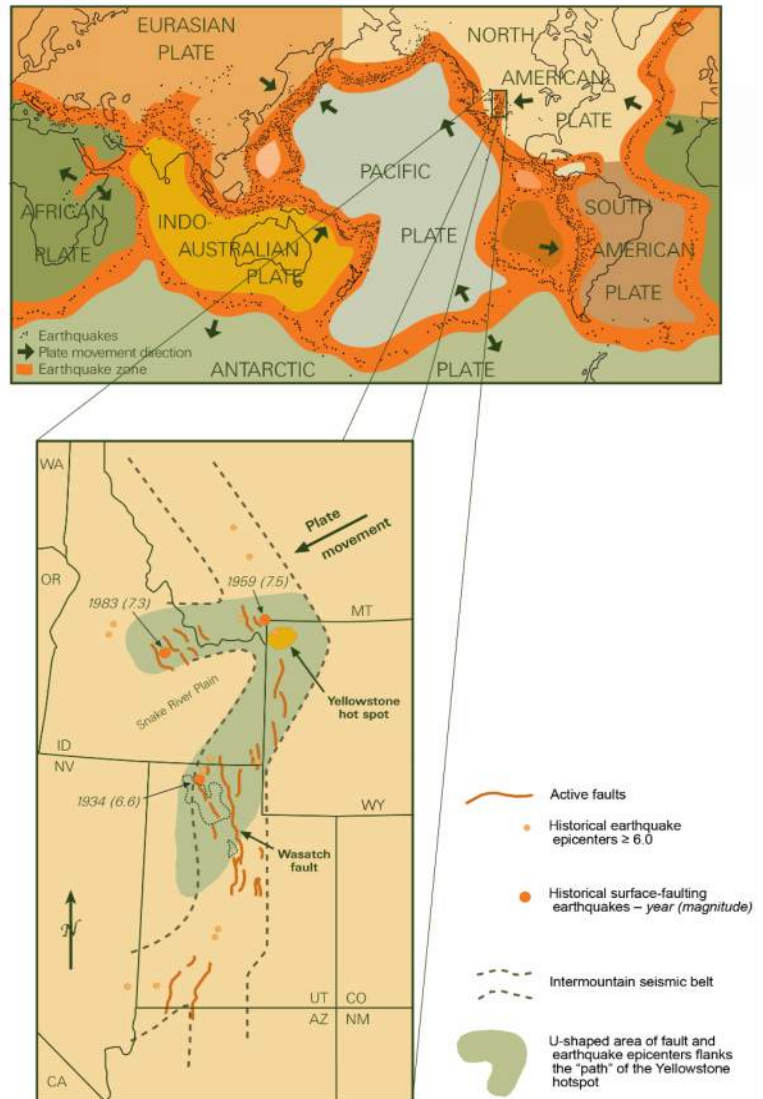 EURASIAN
PLATE
NORTH
AMERICAN
PLATE
PACIFIC
PLATE
AFRICAN
PLATE
INDO-
AUSTRALIAN
PLATE
SOUTH
AMERICAN
PLATE
Earthquakes
Plate movement direction
Earthquake zone
ANTARCTIC
PLATE
WA
OR
Plate
movement
1959 (7.5)
1983 (7.3)
MT
Yellowstone
hot spot
Snake River Plain
ID
NV
1934 (6.6)
WY
Wasatch
fault
N
UT
CO
AZ
NM
CA
Active faults
Historical earthquake
epicenters ≥ 6.0
Historical surface-faulting
earthquakes – year (magnitude)
Intermountain seismic belt
U-shaped area of fault and
earthquake epicenters flanks
the “path” of the Yellowstone
hotspot